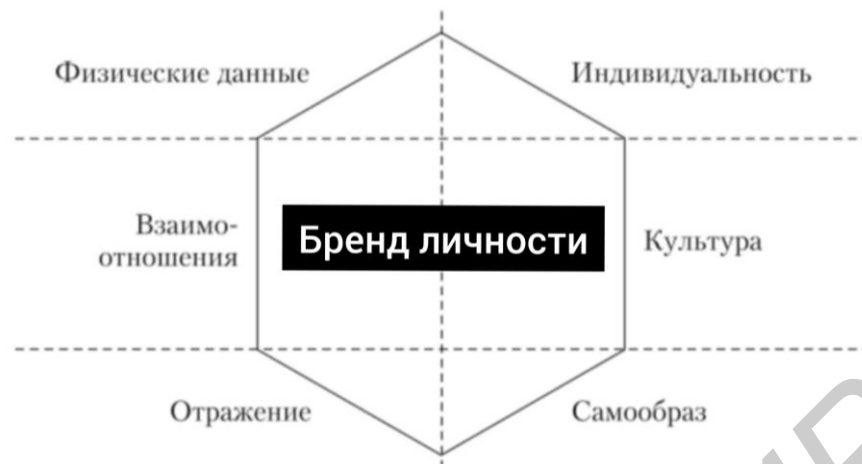 Физические данные
Индивидуальность
Взаимо-
отношения
Бренд личности
Культура
Отражение
Самообраз